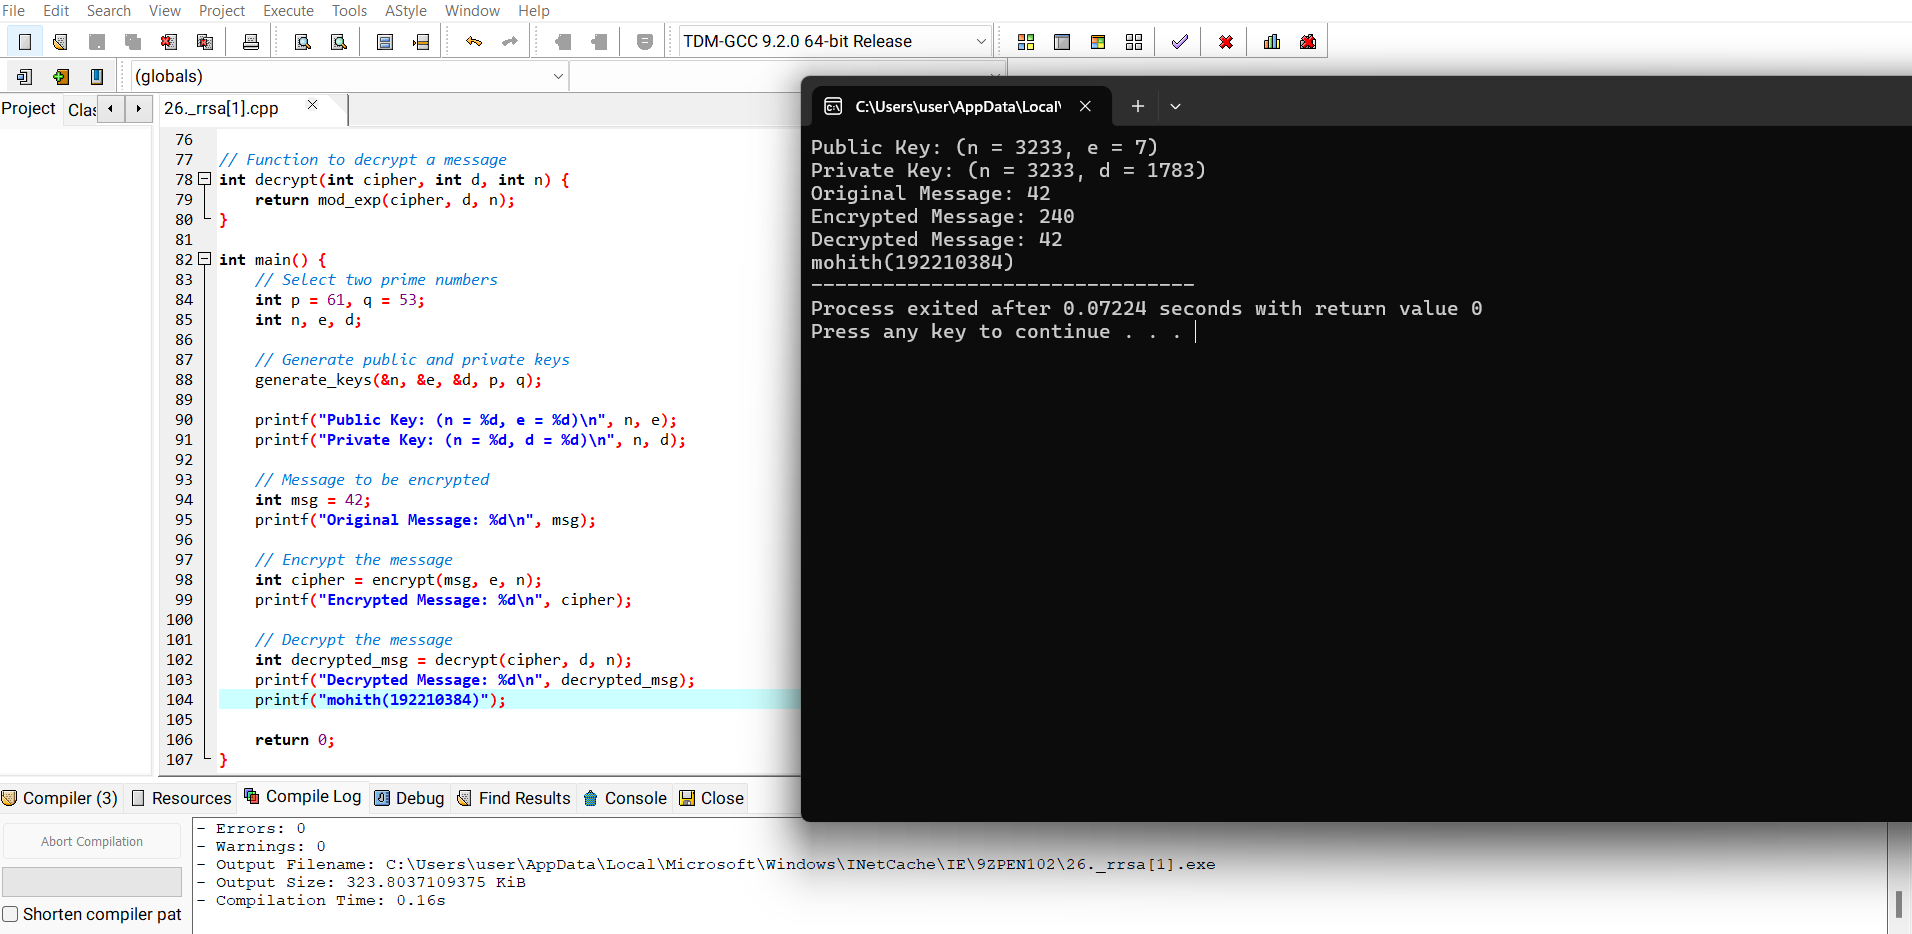 File Edit Search View Project Execute Tools AStyle Window Help
TDM-GCC 9.2.0 64-bit Release
(globals)
Project Clas
26._rrsa[1].cpp
76
77 // Function to decrypt a message
78 int decrypt(int cipher, int d, int n) {
79 return mod_exp(cipher, d, n);
80 }
81
82 int main() {
83 // Select two prime numbers
84 int p = 61, q = 53;
85 int n, e, d;
86
87 // Generate public and private keys
88 generate_keys(&n, &e, &d, p, q);
89
90 printf("Public Key: (n = %d, e = %d)\n", n, e);
91 printf("Private Key: (n = %d, d = %d)\n", n, d);
92
93 // Message to be encrypted
94 int msg = 42;
95 printf("Original Message: %d\n", msg);
96
97 // Encrypt the message
98 int cipher = encrypt(msg, e, n);
99 printf("Encrypted Message: %d\n", cipher);
100
101 // Decrypt the message
102 int decrypted_msg = decrypt(cipher, d, n);
103 printf("Decrypted Message: %d\n", decrypted_msg);
104 printf("mohith(192210384)");
105
106 return 0;
107 }
C:\Users\user\AppData\Local\
Public Key: (n = 3233, e = 7)
Private Key: (n = 3233, d = 1783)
Original Message: 42
Encrypted Message: 240
Decrypted Message: 42
mohith(192210384)
--------------------------------
Process exited after 0.07224 seconds with return value 0
Press any key to continue . . .
Compiler (3) Resources Compile Log Debug Find Results Console Close
Abort Compilation
Shorten compiler pat
- Errors: 0
- Warnings: 0
- Output Filename: C:\Users\user\AppData\Local\Microsoft\Windows\INetCache\IE\9ZPEN102\26._rrsa[1].exe
- Output Size: 323.8037109375 KiB
- Compilation Time: 0.16s